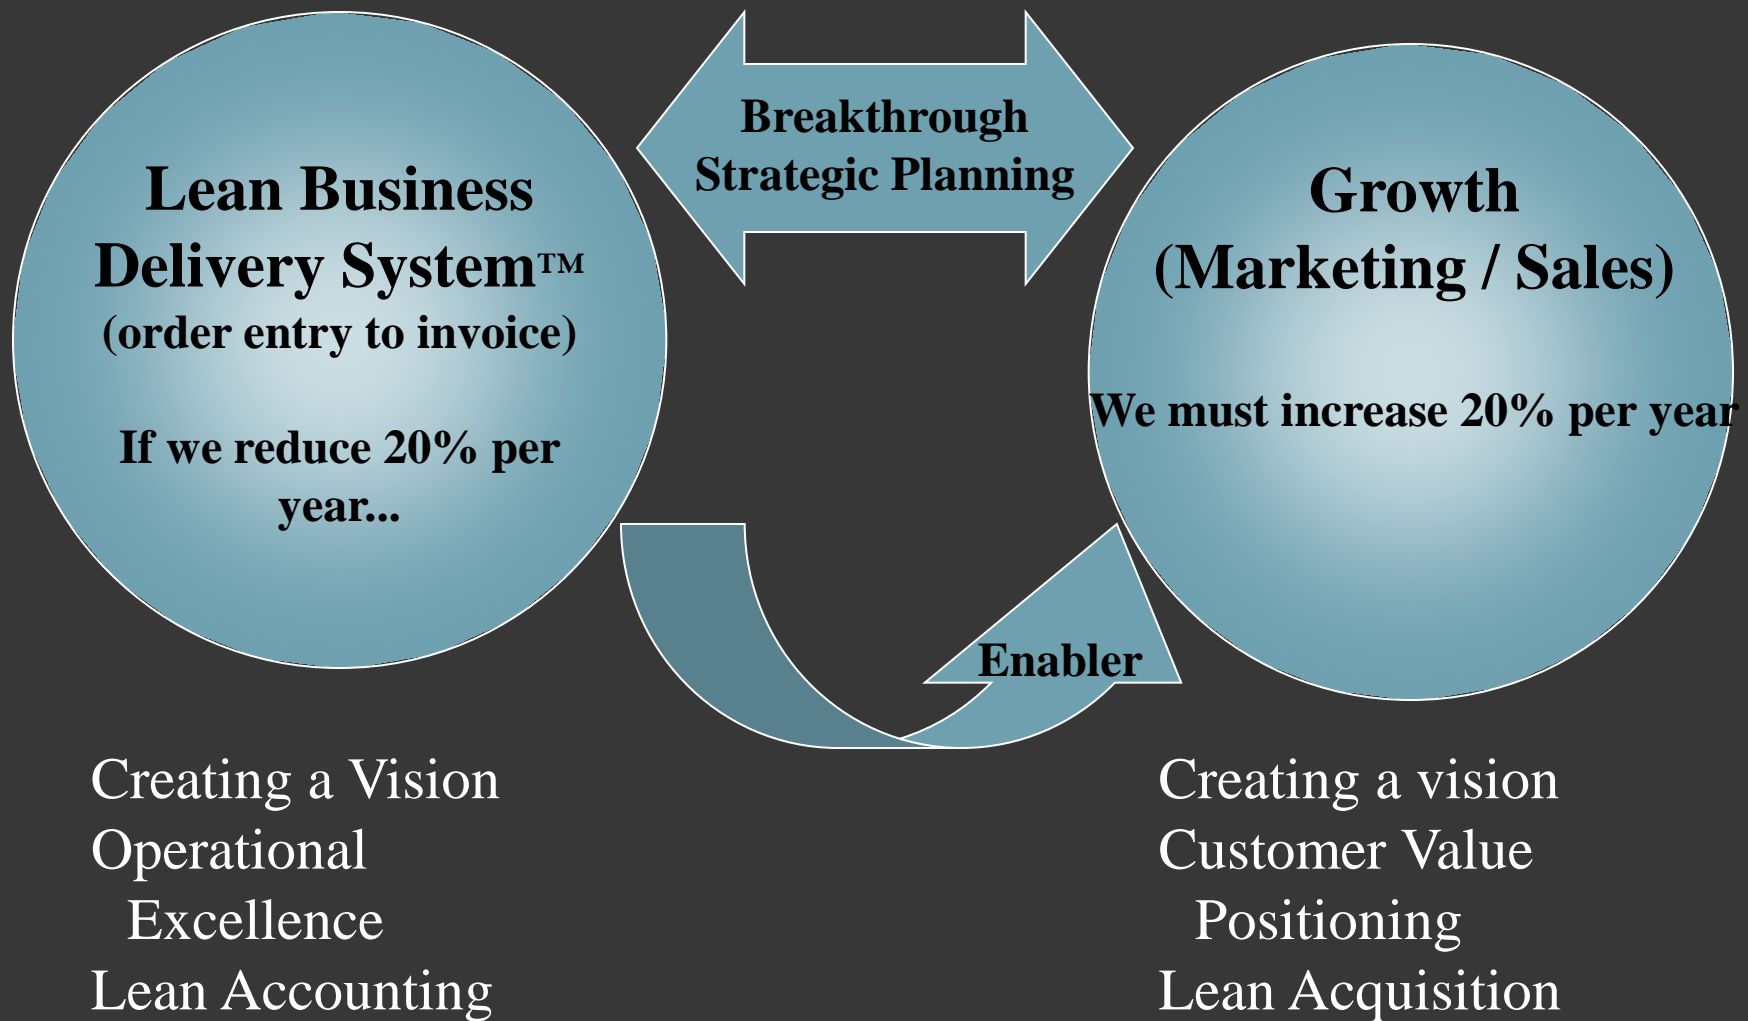 Lean Business
Delivery System™
(order entry to invoice)
If we reduce 20% per
year...
Breakthrough
Strategic Planning
Growth
(Marketing / Sales)
We must increase 20% per year
Enabler
Creating a Vision
Operational
Excellence
Lean Accounting
Creating a vision
Customer Value
Positioning
Lean Acquisition